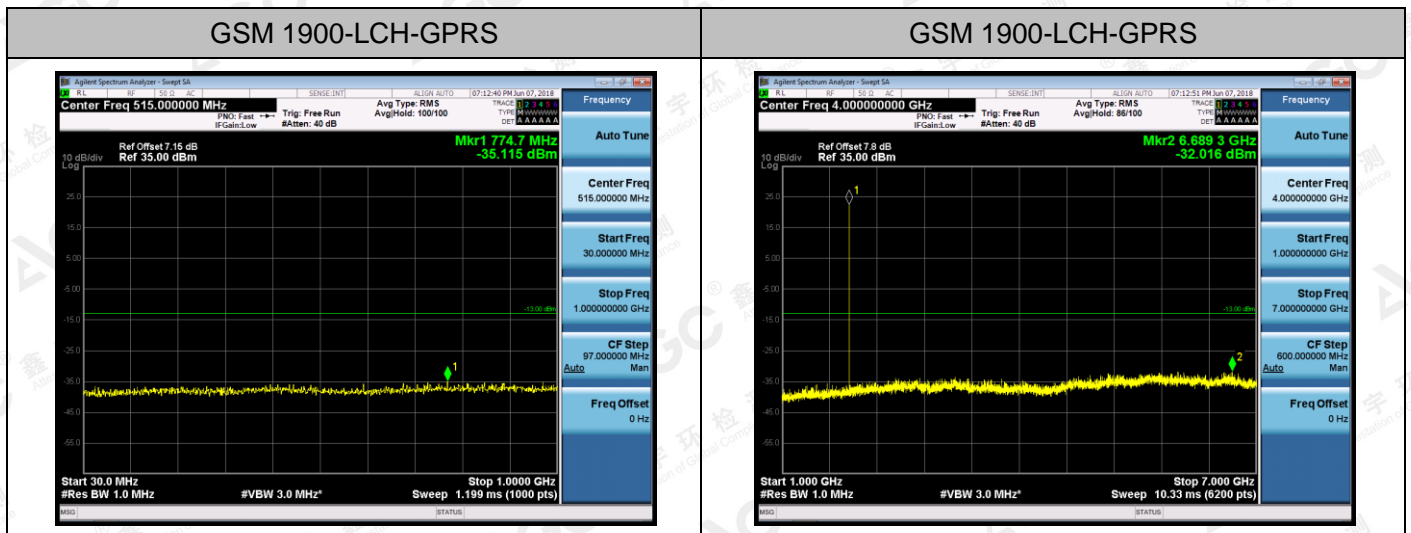 GSM 1900-LCH-GPRS
Agilent Spectrum Analyzer - Swept SA
RL RF 50 Ω AC SENSE:INT ALIGN AUTO 07:12:40 PM Jun 07, 2018
Center Freq 515.000000 MHz
PNO: Fast
IFGain:Low
Trig: Free Run
#Atten: 40 dB
Avg Type: RMS
Avg|Hold: 100/100
TRACE 1 2 3 4 5 6
TYPE M WWWWW
DET A A A A A A
Ref Offset 7.15 dB
10 dB/div Ref 35.00 dBm
Log
Mkr1 774.7 MHz
-35.115 dBm
25.0
15.0
5.00
-5.00
-13.00 dBm
-15.0
-25.0
1
-35.0
-45.0
-55.0
Start 30.0 MHz Stop 1.0000 GHz
#Res BW 1.0 MHz #VBW 3.0 MHz* Sweep 1.199 ms (1000 pts)
MSG STATUS
Frequency
Auto Tune
Center Freq
515.000000 MHz
Start Freq
30.000000 MHz
Stop Freq
1.000000000 GHz
CF Step
97.000000 MHz
Auto Man
Freq Offset
0 Hz
GSM 1900-LCH-GPRS
Agilent Spectrum Analyzer - Swept SA
RL RF 50 Ω AC SENSE:INT ALIGN AUTO 07:12:51 PM Jun 07, 2018
Center Freq 4.000000000 GHz
PNO: Fast
IFGain:Low
Trig: Free Run
#Atten: 40 dB
Avg Type: RMS
Avg|Hold: 86/100
TRACE 1 2 3 4 5 6
TYPE M WWWWW
DET A A A A A A
Ref Offset 7.8 dB
10 dB/div Ref 35.00 dBm
Log
Mkr2 6.689 3 GHz
-32.016 dBm
1
25.0
15.0
5.00
-5.00
-13.00 dBm
-15.0
-25.0
2
-35.0
-45.0
-55.0
Start 1.000 GHz Stop 7.000 GHz
#Res BW 1.0 MHz #VBW 3.0 MHz* Sweep 10.33 ms (6200 pts)
MSG STATUS
Frequency
Auto Tune
Center Freq
4.000000000 GHz
Start Freq
1.000000000 GHz
Stop Freq
7.000000000 GHz
CF Step
600.000000 MHz
Auto Man
Freq Offset
0 Hz